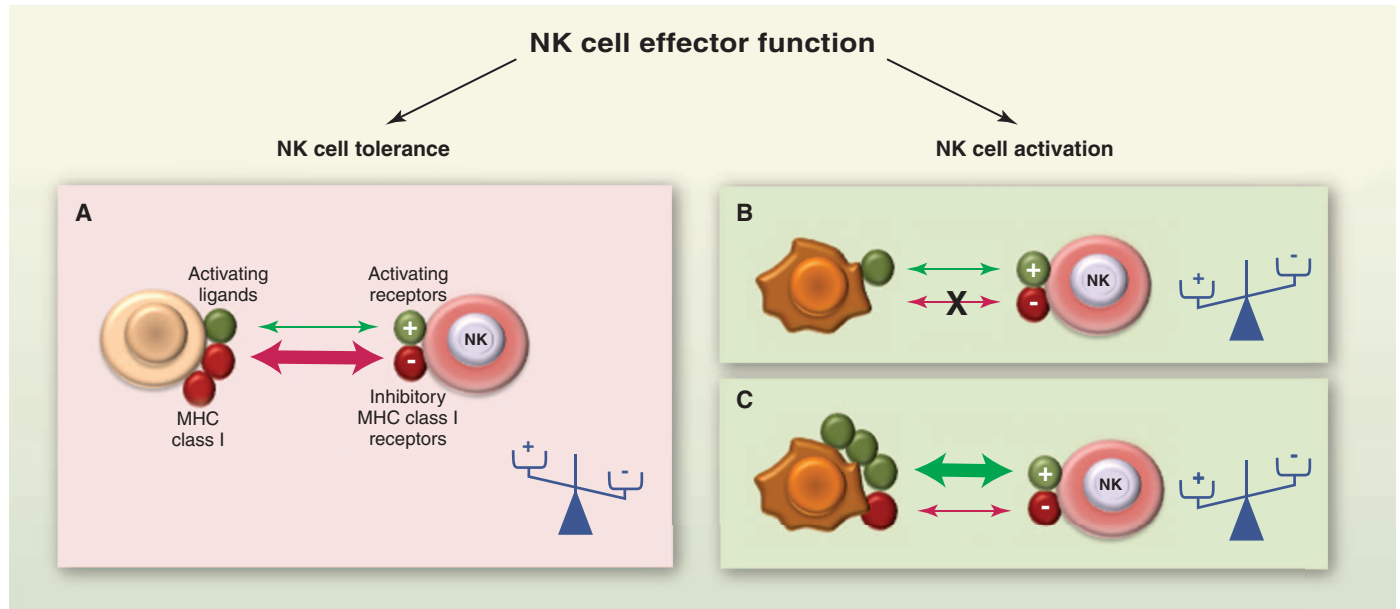 NK cell effector function
NK cell tolerance
NK cell activation
A
Activating
ligands
Activating
receptors
+
-
NK
MHC
class I
Inhibitory
MHC class I
receptors
+
-
B
+
-
X
NK
+
-
C
+
-
NK
+
-